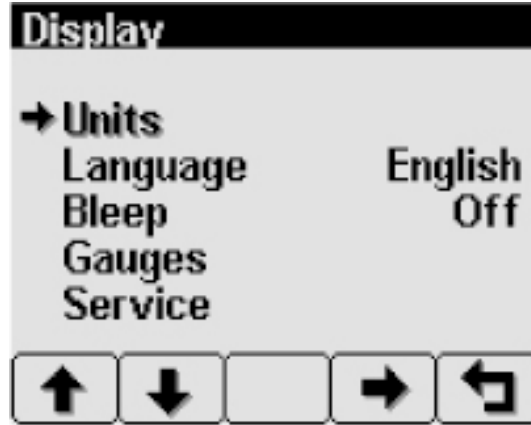 Display
Units
Language English
Bleep Off
Gauges
Service